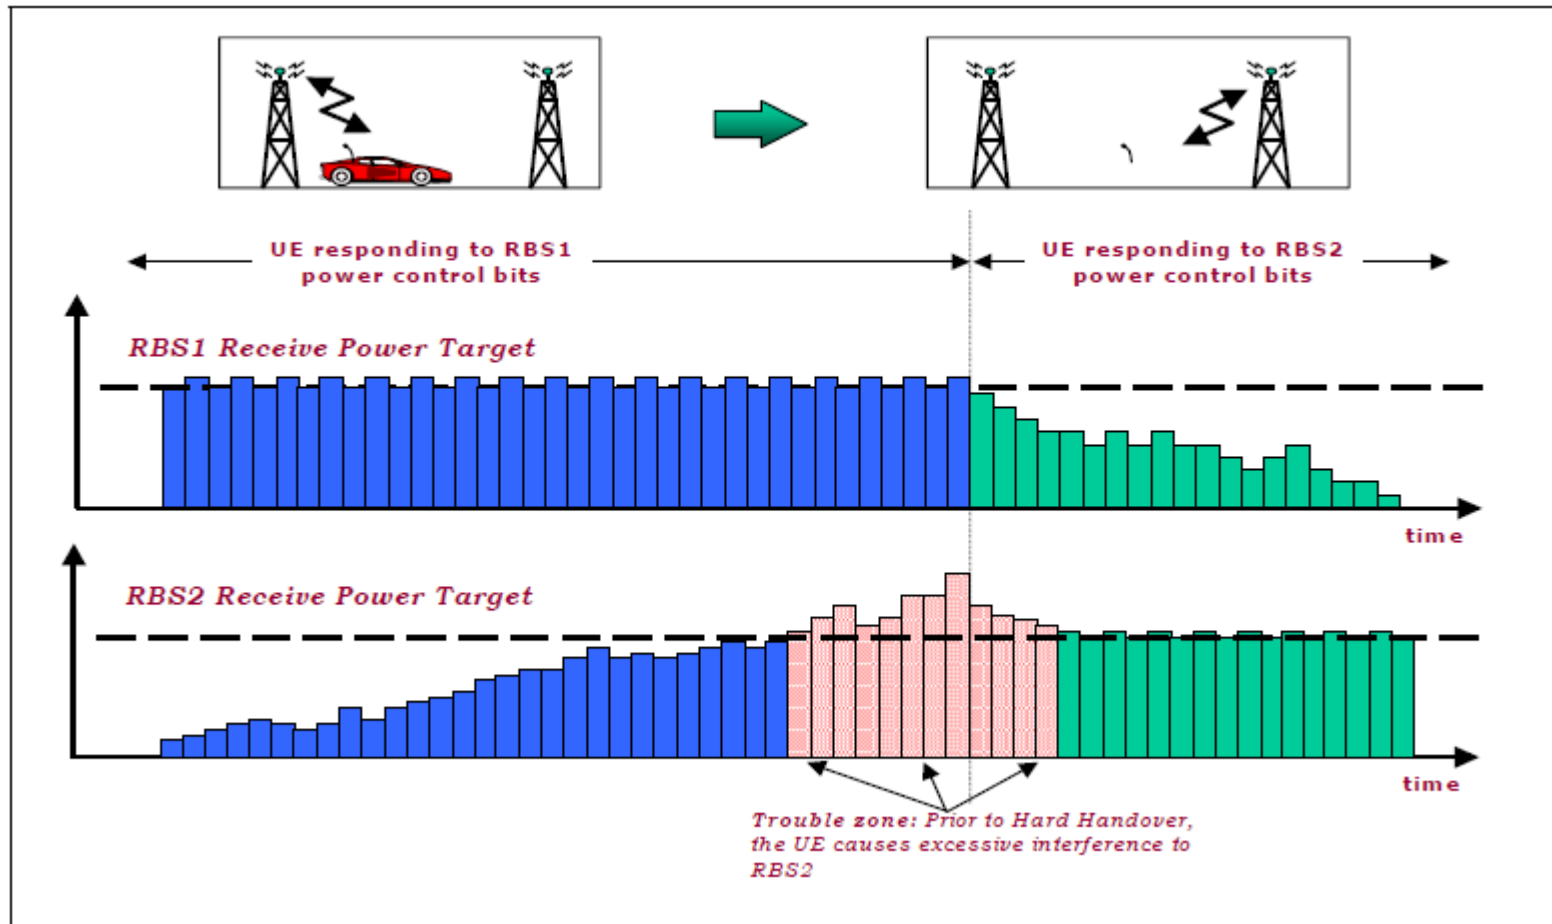 UE responding to RBS1
power control bits
UE responding to RBS2
power control bits
RBS1 Receive Power Target
time
RBS2 Receive Power Target
time
Trouble zone: Prior to Hard Handover,
the UE causes excessive interference to
RBS2